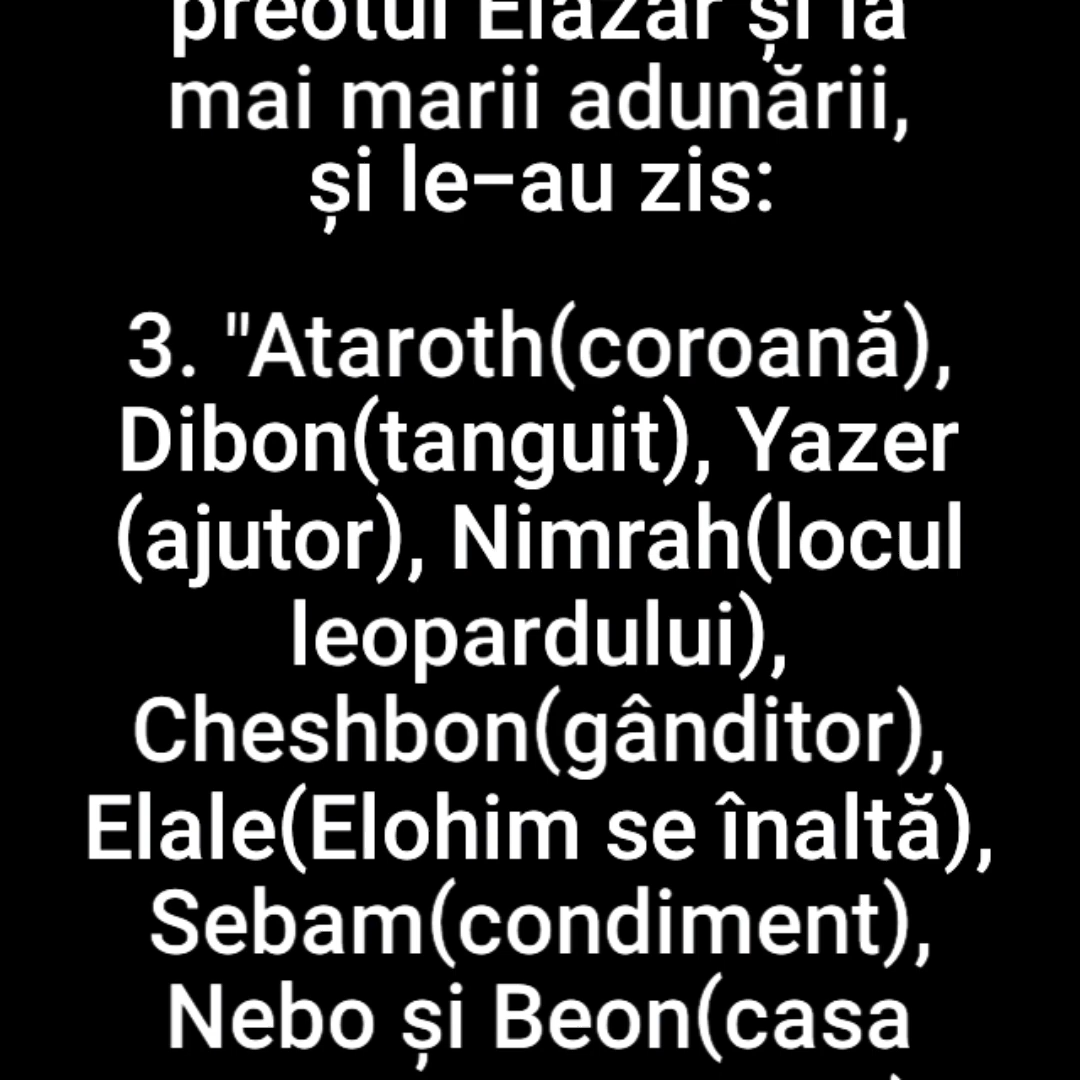 preotul Elazar și la
mai marii adunării,
și le-au zis:
3. "Ataroth(coroană),
Dibon(tanguit), Yazer
(ajutor), Nimrah(locul
leopardului),
Cheshbon(gânditor),
Elale(Elohim se înaltă),
Sebam(condiment),
Nebo și Beon(casa